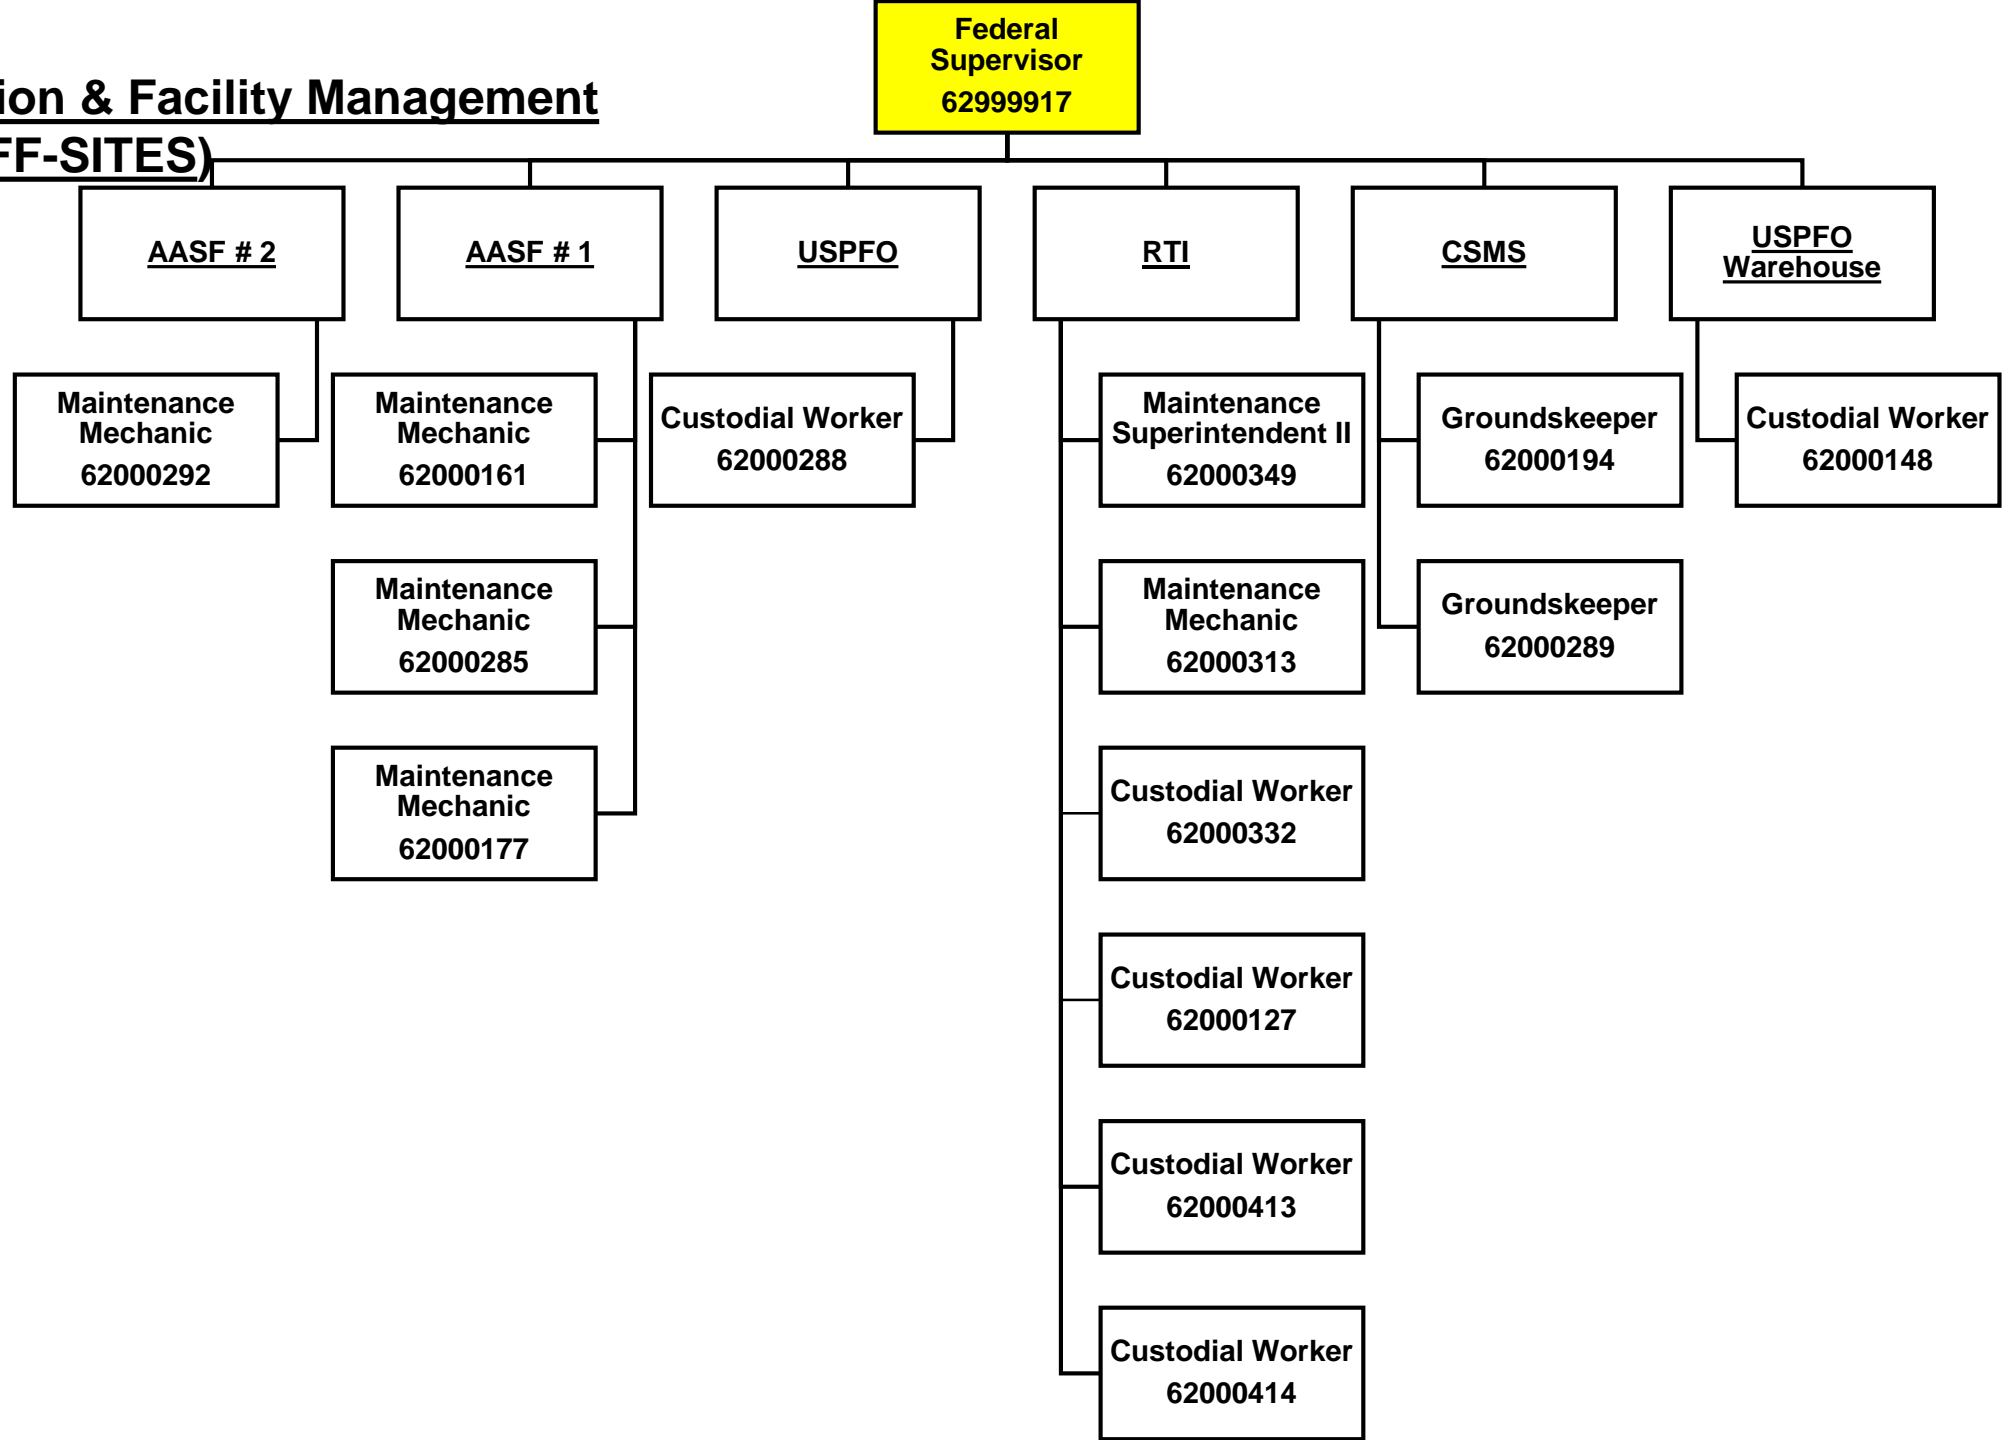 Federal
Supervisor
62999917
ion & Facility Management
FF-SITES)
AASF # 2
AASF # 1
USPFO
RTI
CSMS
USPFO
Warehouse
Maintenance
Mechanic
62000292
Maintenance
Mechanic
62000161
Custodial Worker
62000288
Maintenance
Superintendent II
62000349
Groundskeeper
62000194
Custodial Worker
62000148
Maintenance
Mechanic
62000285
Maintenance
Mechanic
62000313
Groundskeeper
62000289
Maintenance
Mechanic
62000177
Custodial Worker
62000332
Custodial Worker
62000127
Custodial Worker
62000413
Custodial Worker
62000414